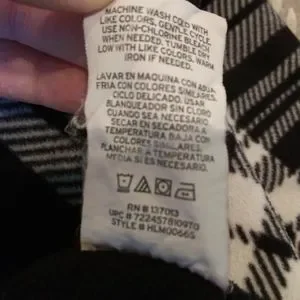 MACHINE WASH COLD WITH
LIKE COLORS, GENTLE CYCLE
USE NON-CHLORINE BLEACH
WHEN NEEDED. TUMBLE DRY
LOW WITH LIKE COLORS, WARM
IRON IF NEEDED.
LAVAR EN MAQUINA CON AGUA
FRIA CON COLORES SIMILARES,
CICLO DELICADO. USAR
BLANQUEADOR SIN CLORO
CUANDO SEA NECESARIO
SECAR EN SECADORA A
TEMPERATURA BAJA CON
COLORES SIMILARES.
PLANCHAR A TEMPERATURA
MEDIA SI ES NECESARIO.
RN # 137013
UPC # 722457810970
STYLE # HLM0066S